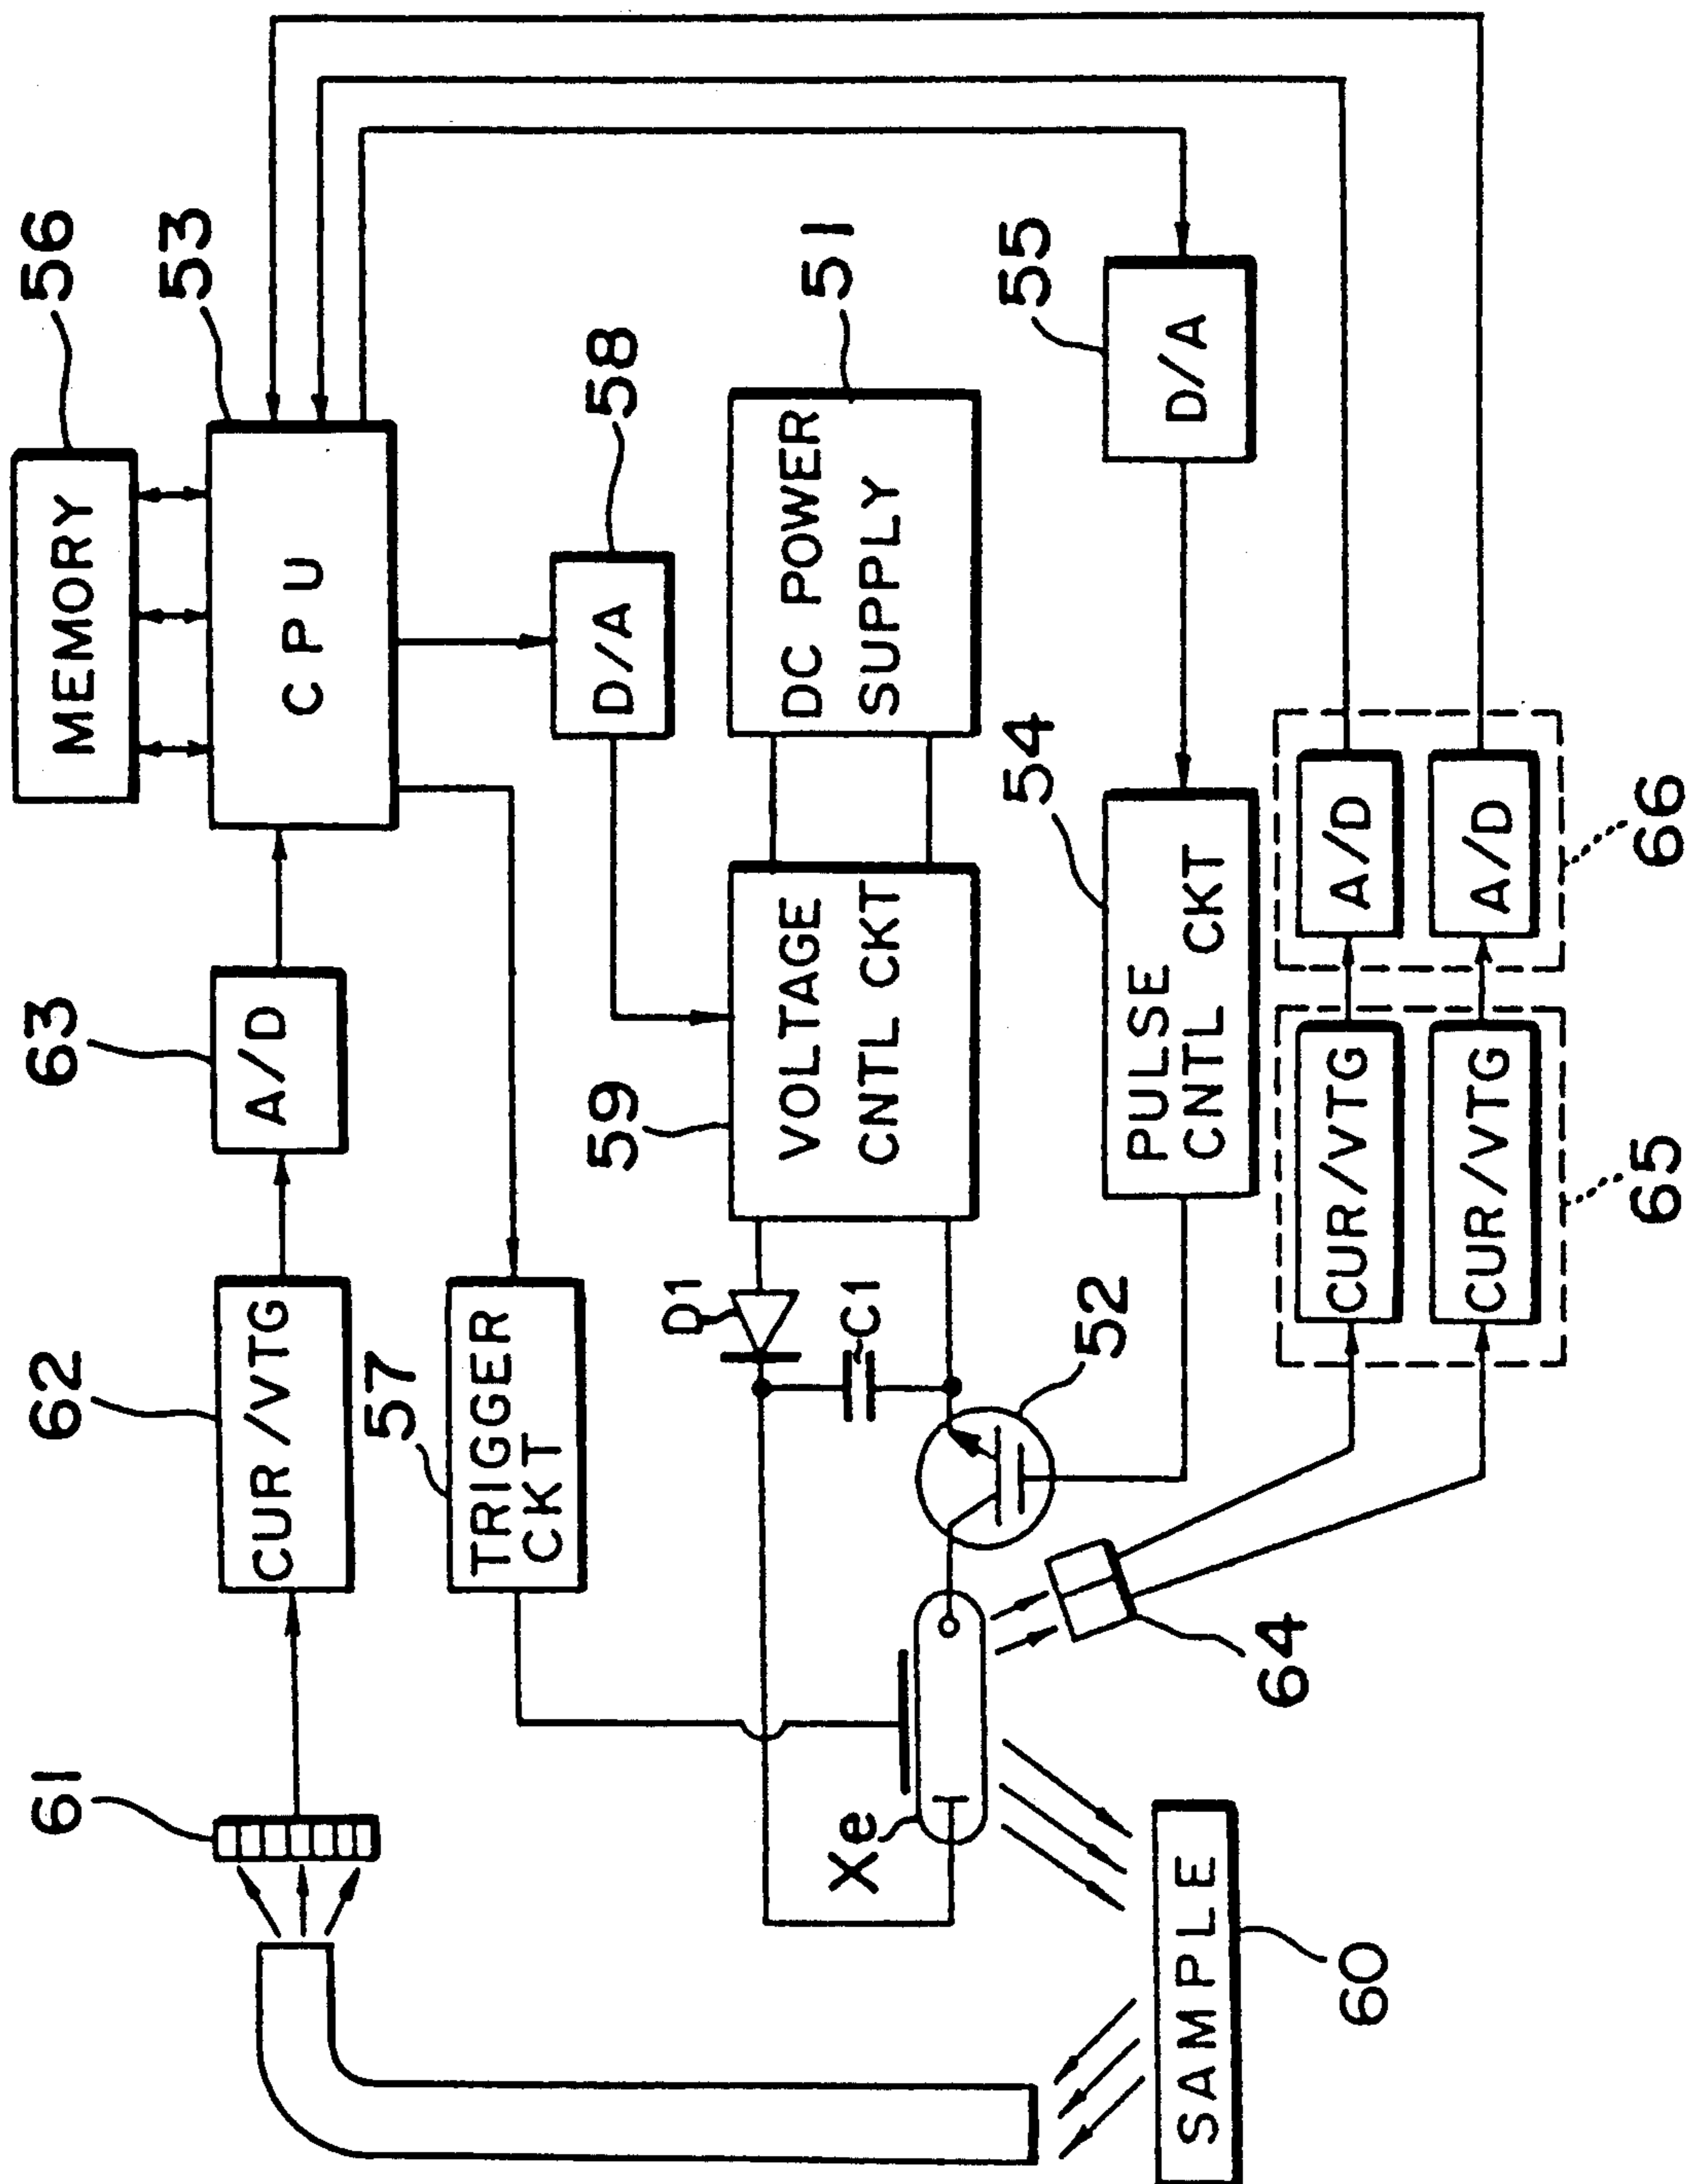 61
62
CUR/VTG
63
A/D
56
MEMORY
53
CPU
57
TRIGGER
CKT
58
D/A
59
VOLTAGE
CNTL CKT
51
DC POWER
SUPPLY
D1
C1
Xe
52
54
PULSE
CNTL CKT
55
D/A
64
CUR/VTG
CUR/VTG
65
A/D
A/D
66
SAMPLE
60